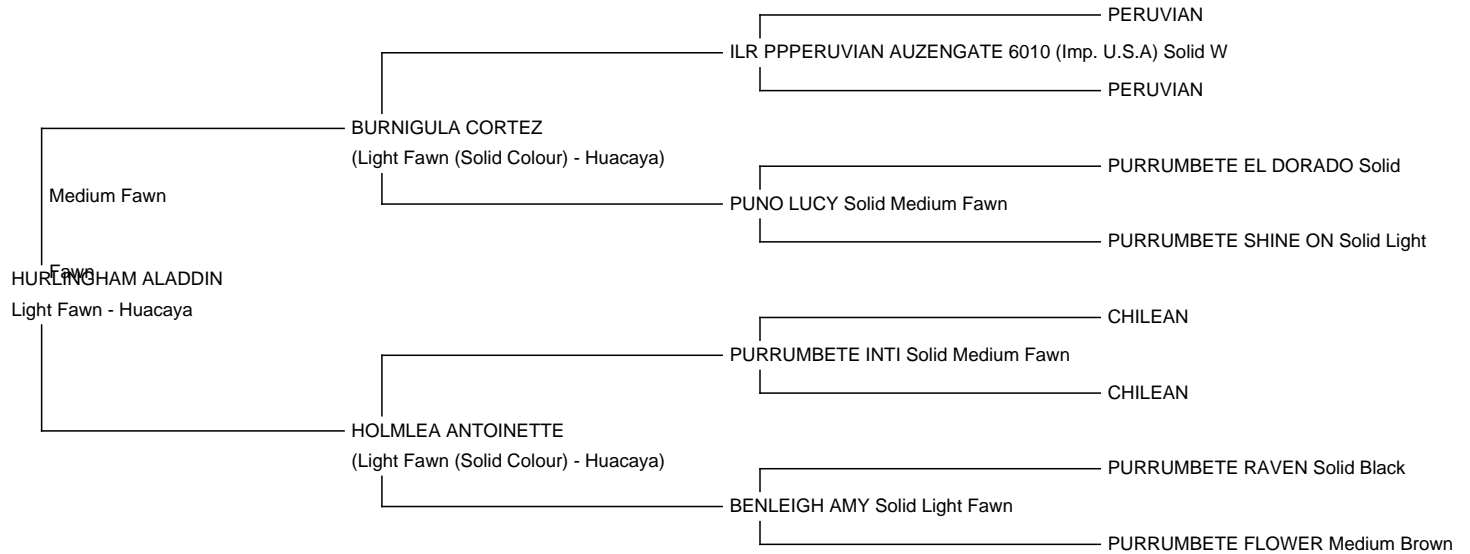 PERUVIAN
ILR PPPERUVIAN AUZENGATE 6010 (Imp. U.S.A) Solid W
PERUVIAN
BURNIGULA CORTEZ
(Light Fawn (Solid Colour) - Huacaya)
PURRUMBETE EL DORADO Solid
Medium Fawn
PUNO LUCY Solid Medium Fawn
PURRUMBETE SHINE ON Solid Light
Fawn
HURLINGHAM ALADDIN
Light Fawn - Huacaya
CHILEAN
PURRUMBETE INTI Solid Medium Fawn
CHILEAN
HOLMLEA ANTOINETTE
(Light Fawn (Solid Colour) - Huacaya)
PURRUMBETE RAVEN Solid Black
BENLEIGH AMY Solid Light Fawn
PURRUMBETE FLOWER Medium Brown